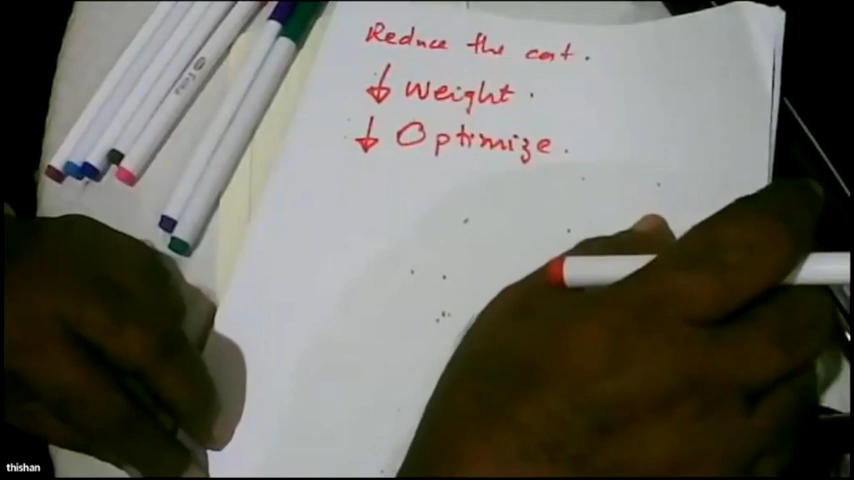 Reduce the cost.
↓ Weight.
↓ Optimize.
thishan